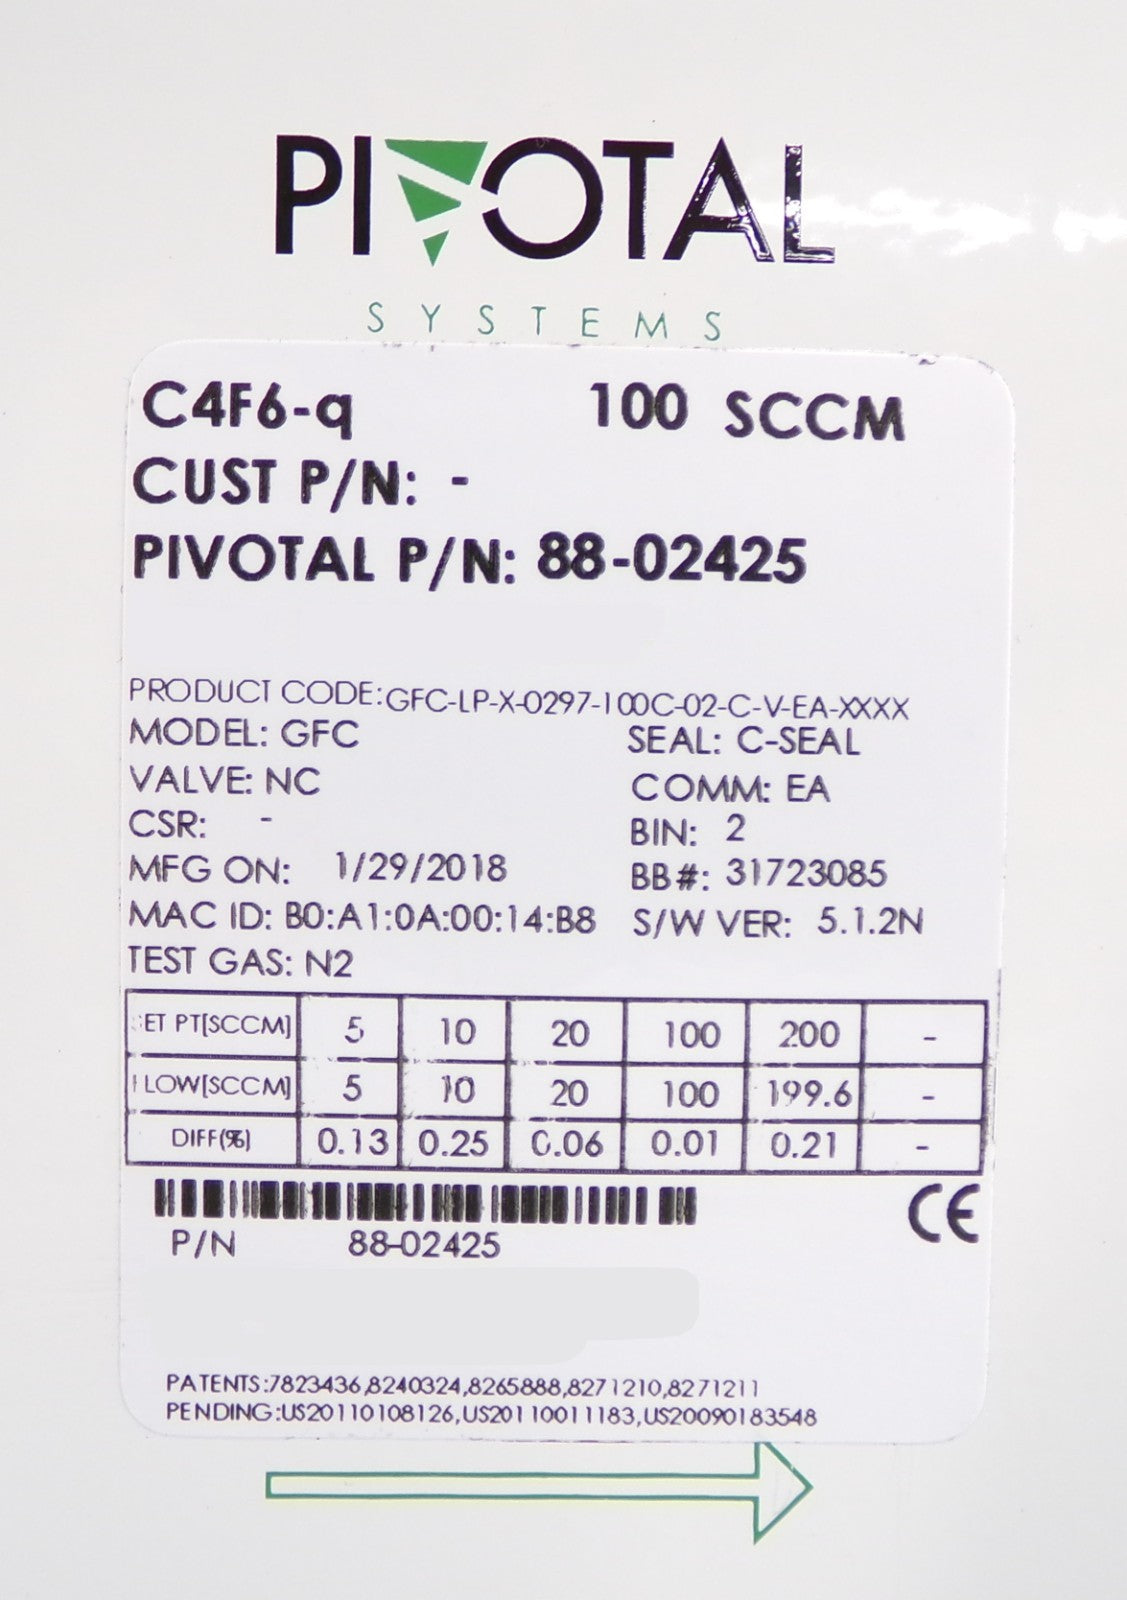 PIVOTAL
SYSTEMS
C4F6-q 100 SCCM
CUST P/N: -
PIVOTAL P/N: 88-02425
PRODUCT CODE:GFC-LP-X-0297-100C-02-C-V-EA-XXXX
MODEL: GFC SEAL: C-SEAL
VALVE: NC COMM: EA
CSR: - BIN: 2
MFG ON: 1/29/2018 BB#: 31723085
MAC ID: B0:A1:0A:00:14:B8 S/W VER: 5.1.2N
TEST GAS: N2
SET PT[SCCM] 5 10 20 100 200 -
FLOW[SCCM] 5 10 20 100 199.6 -
DIFF(%) 0.13 0.25 0.06 0.01 0.21 -
CE
P/N 88-02425
PATENTS:7823436,8240324,8265888,8271210,8271211
PENDING:US20110108126,US20110011183,US20090183548